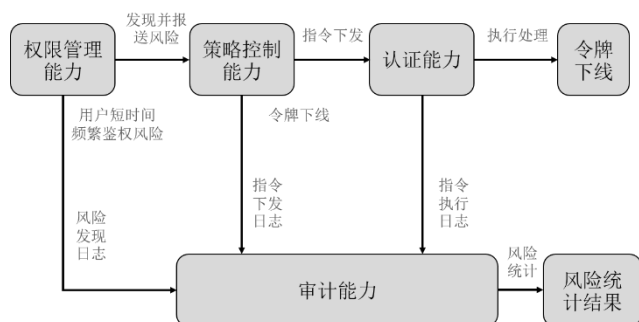 发现并报
送风险
指令下发
执行处理
权限管理
能力
策略控制
能力
认证能力
令牌
下线
用户短时间
频繁鉴权风险
令牌下线
风险
发现
日志
指令
下发
日志
指令
执行
日志
审计能力
风险
统计
风险统
计结果